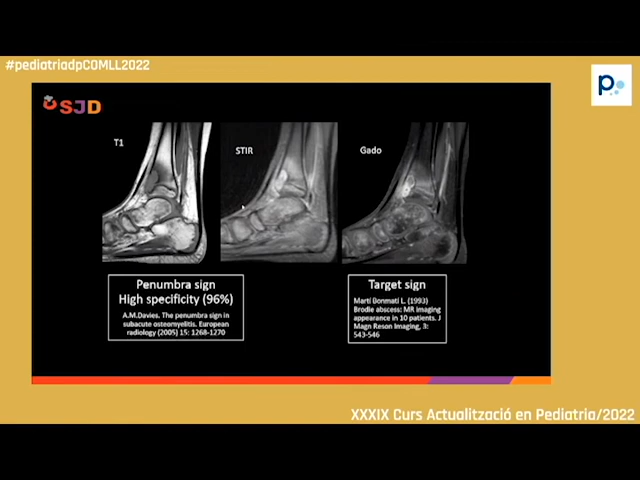 #pediatriadpCOMLL2022
p
SJD
T1
STIR
Gado
Penumbra sign
High specificity (96%)
A.M.Davies. The penumbra sign in
subacute osteomyelitis. European
radiology (2005) 15: 1268-1270
Target sign
Martí Bonmatí L. (1993)
Brodie abscess: MR imaging
appearance in 10 patients. J
Magn Reson Imaging, 3:
543-546
XXXIX Curs Actualització en Pediatria/2022